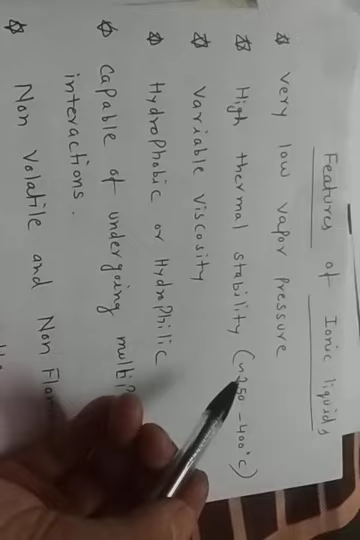 Features of Ionic liquids
☆ Very low vapor pressure
☆ High thermal stability (~250-400°C)
☆ Variable viscosity
☆ Hydrophobic or Hydrophilic
☆ Capable of undergoing
interactions.
☆ Non volatile and Non